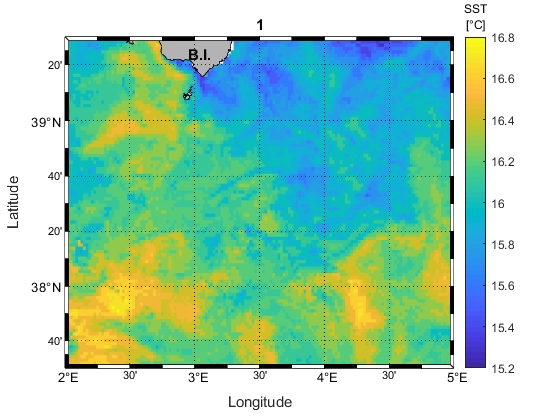 1
SST
[°C]
B.I.
20'
39°N
40'
20'
38°N
40'
2°E
30'
3°E
30'
4°E
30'
5°E
Latitude
Longitude
16.8
16.6
16.4
16.2
16
15.8
15.6
15.4
15.2